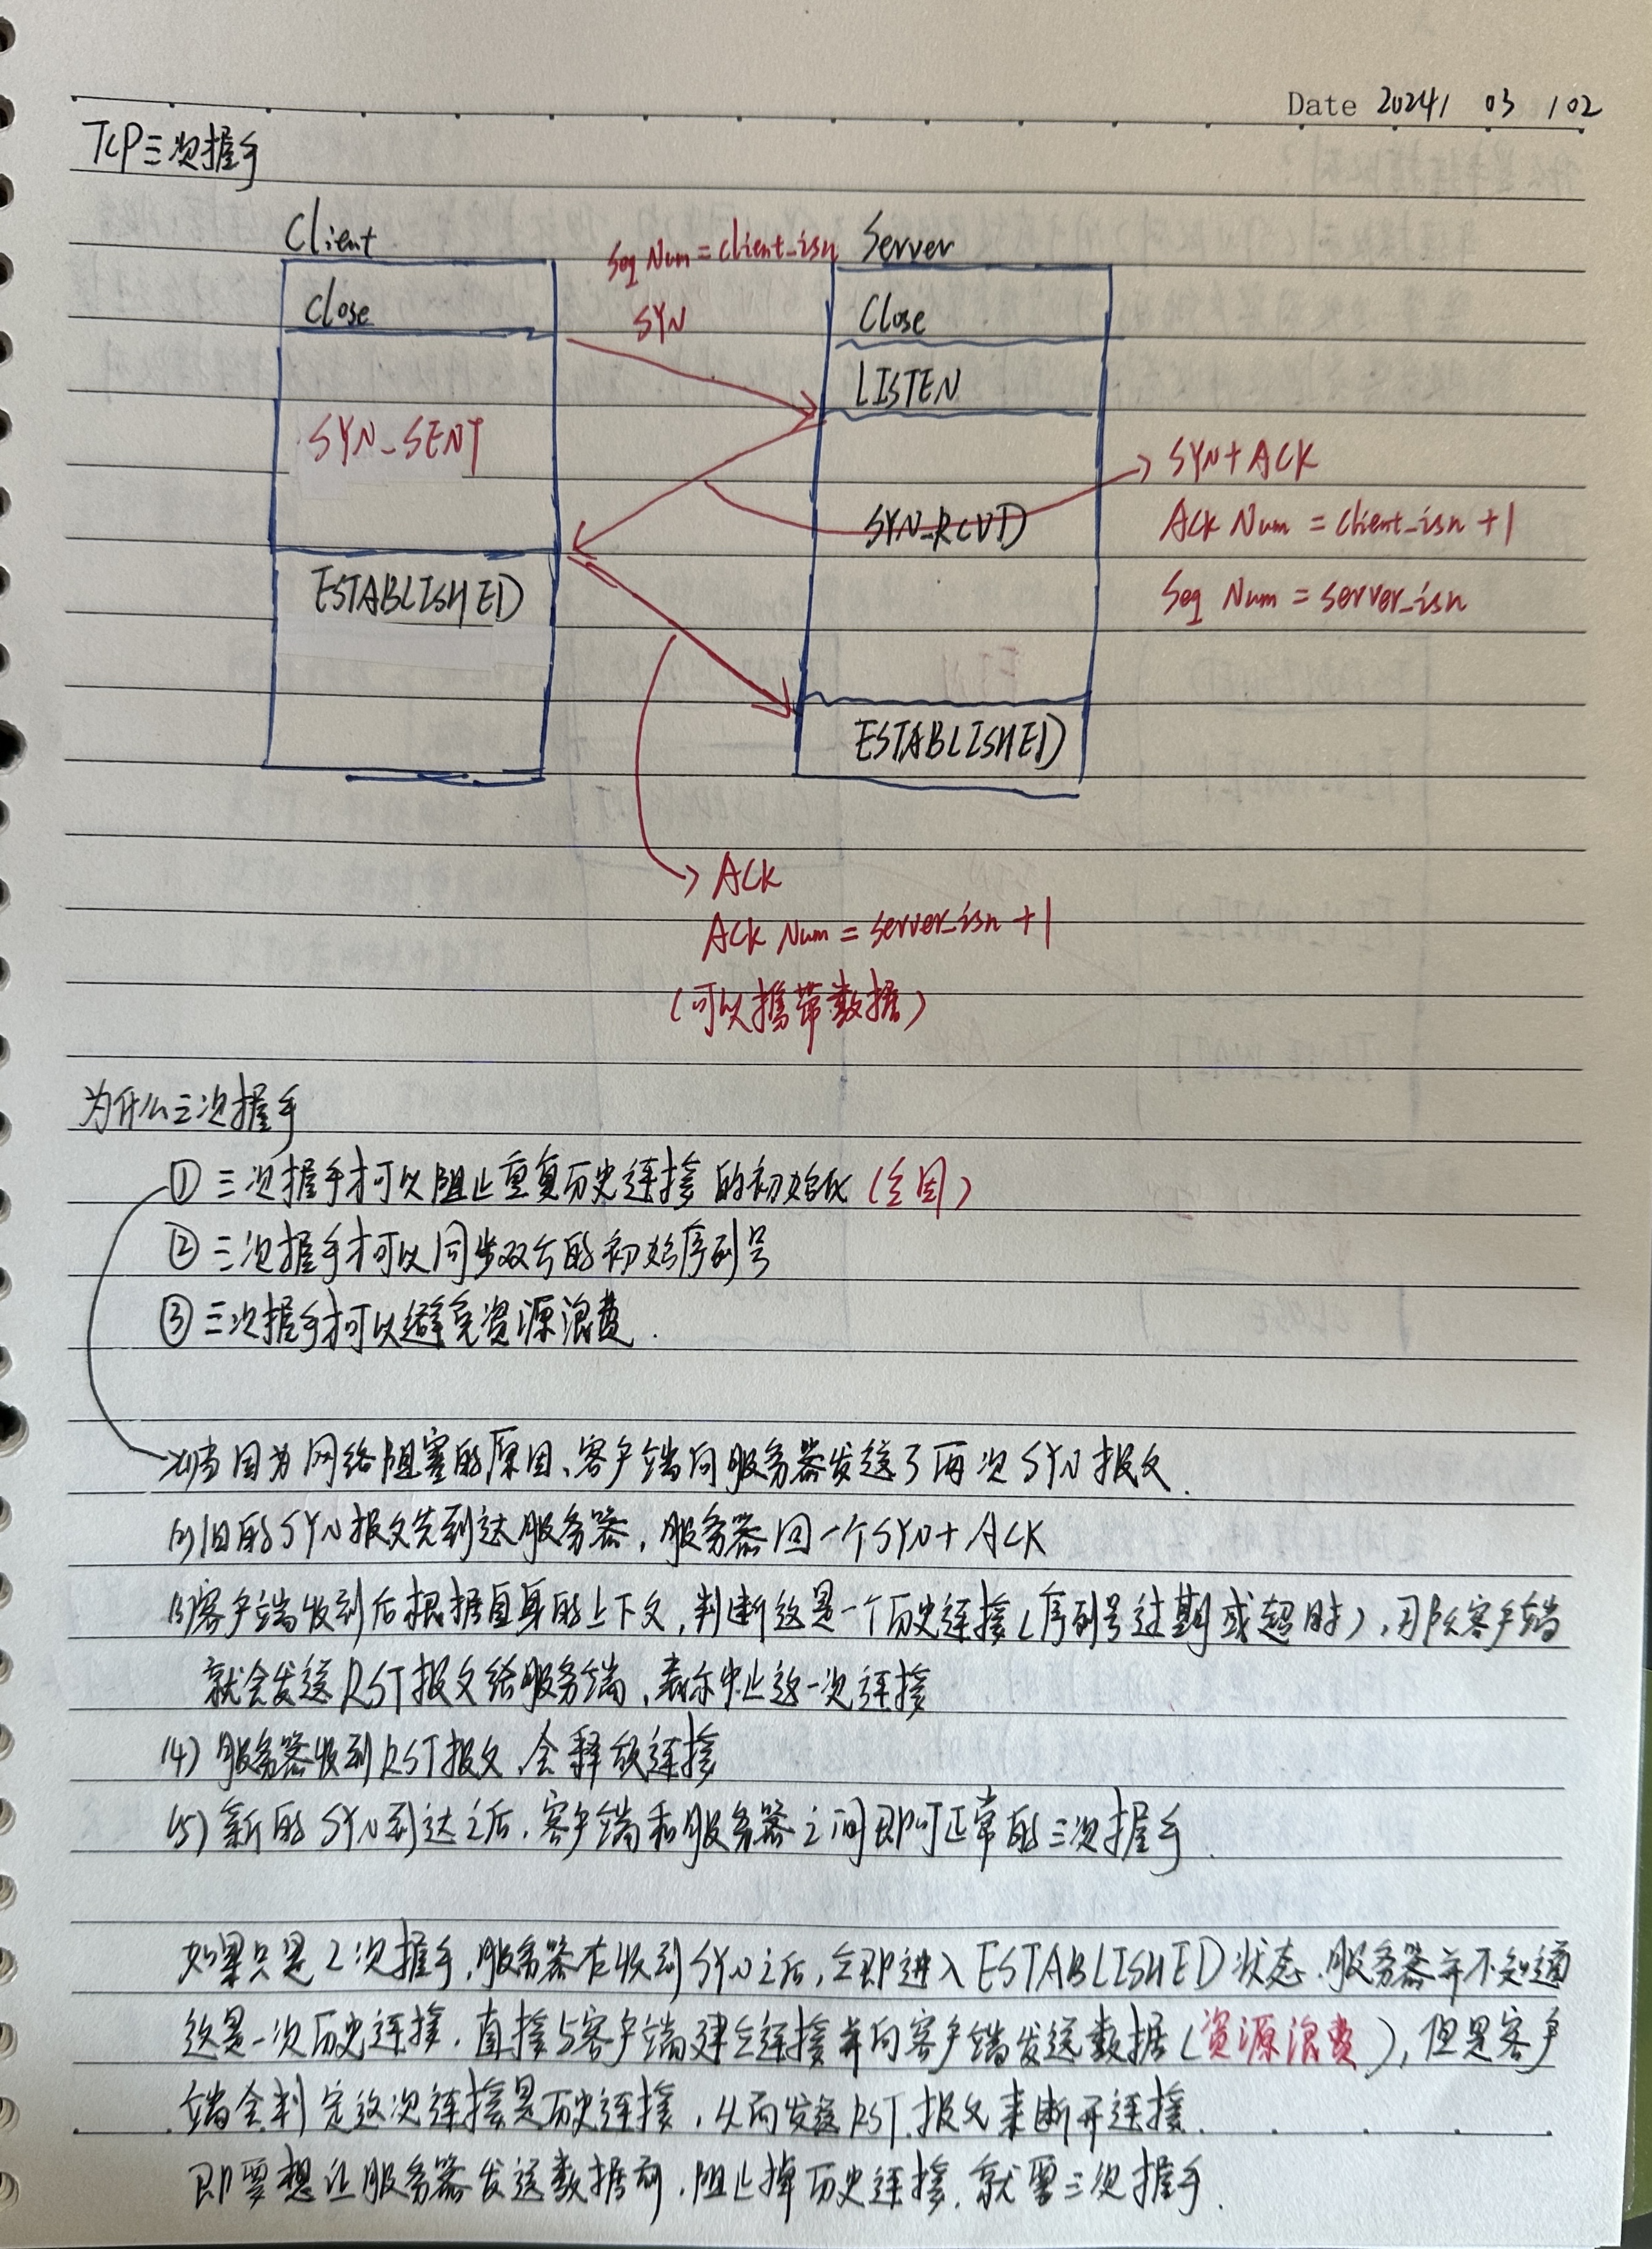 Date 2024 / 03 / 02
TCP三次握手
Client
Seq Num = client_isn
Server
Close
SYN
Close
LISTEN
SYN_SENT
SYN+ACK
SYN_RCVD
Ack Num = client_isn +1
ESTABLISHED
Seq Num = server_isn
ESTABLISHED
ACK
ACK Num = server_isn +1
(可以携带数据)
为什么三次握手
① 三次握手才可以阻止重复历史连接的初始化(主因)
② 三次握手才可以同步双方的初始序列号
③ 三次握手才可以避免资源浪费.
(1)当因为网络阻塞的原因、客户端向服务器发送了两次SYN报文.
(2)旧的SYN报文先到达服务器,服务器回一个SYN+ACK
(3)客户端收到后根据自身的上下文,判断这是一个历史连接(序列号过期或超时),那么客户端
就会发送RST报文给服务端,表示中止这一次连接
(4)服务器收到RST报文,会释放连接
(5)新的SYN到达之后,客户端和服务器之间即可正常的三次握手.
如果只是2次握手,服务器在收到SYN之后,立即进入ESTABLISHED状态.服务器并不知道
这是一次历史连接,直接与客户端建立连接并向客户端发送数据(资源浪费),但是客户
端会判定这次连接是历史连接,从而发送RST报文来断开连接.
即要想让服务器发送数据前,阻止掉历史连接,就需三次握手.